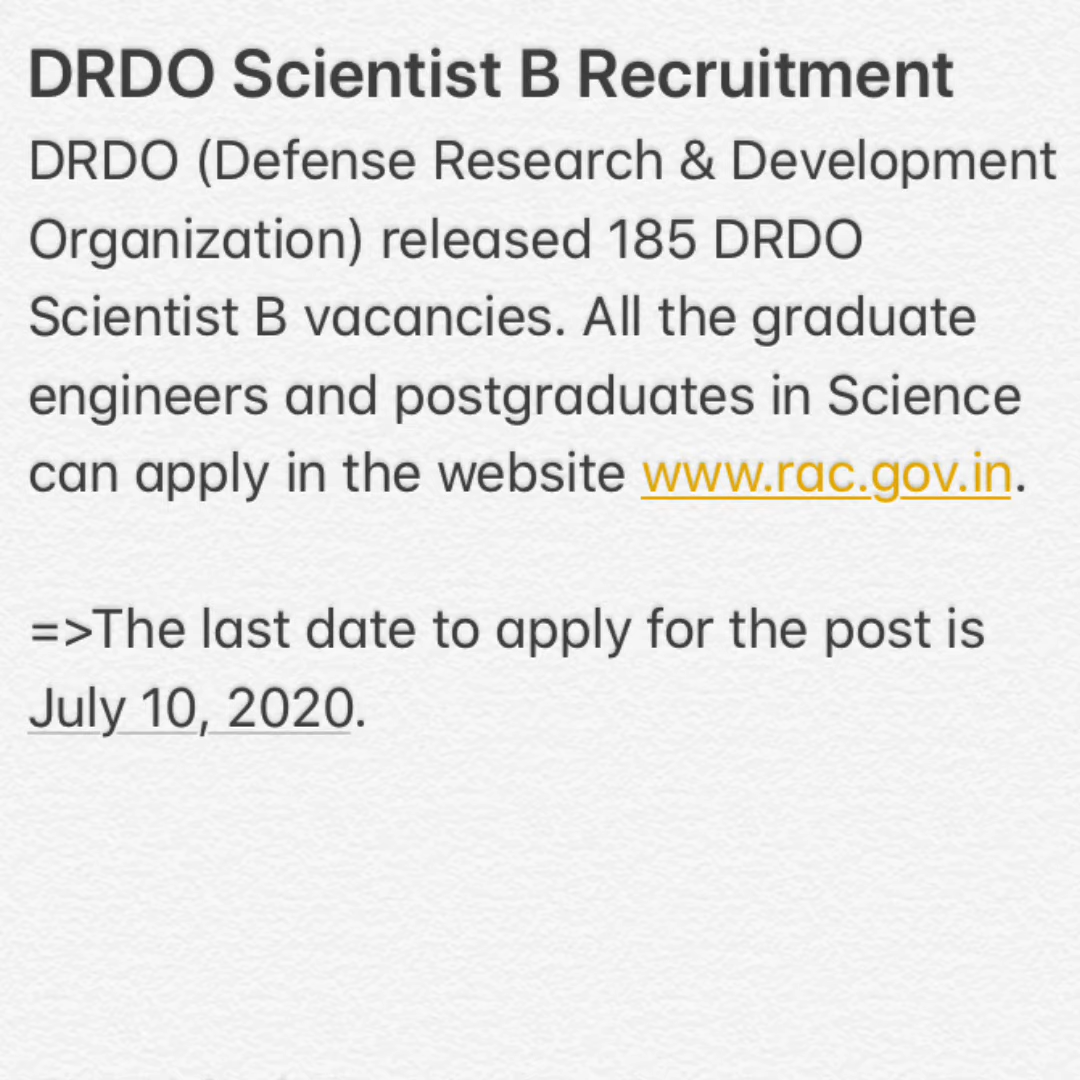 DRDO Scientist B Recruitment
DRDO (Defense Research & Development
Organization) released 185 DRDO
Scientist B vacancies. All the graduate
engineers and postgraduates in Science
can apply in the website www.rac.gov.in.
=>The last date to apply for the post is
July 10, 2020.